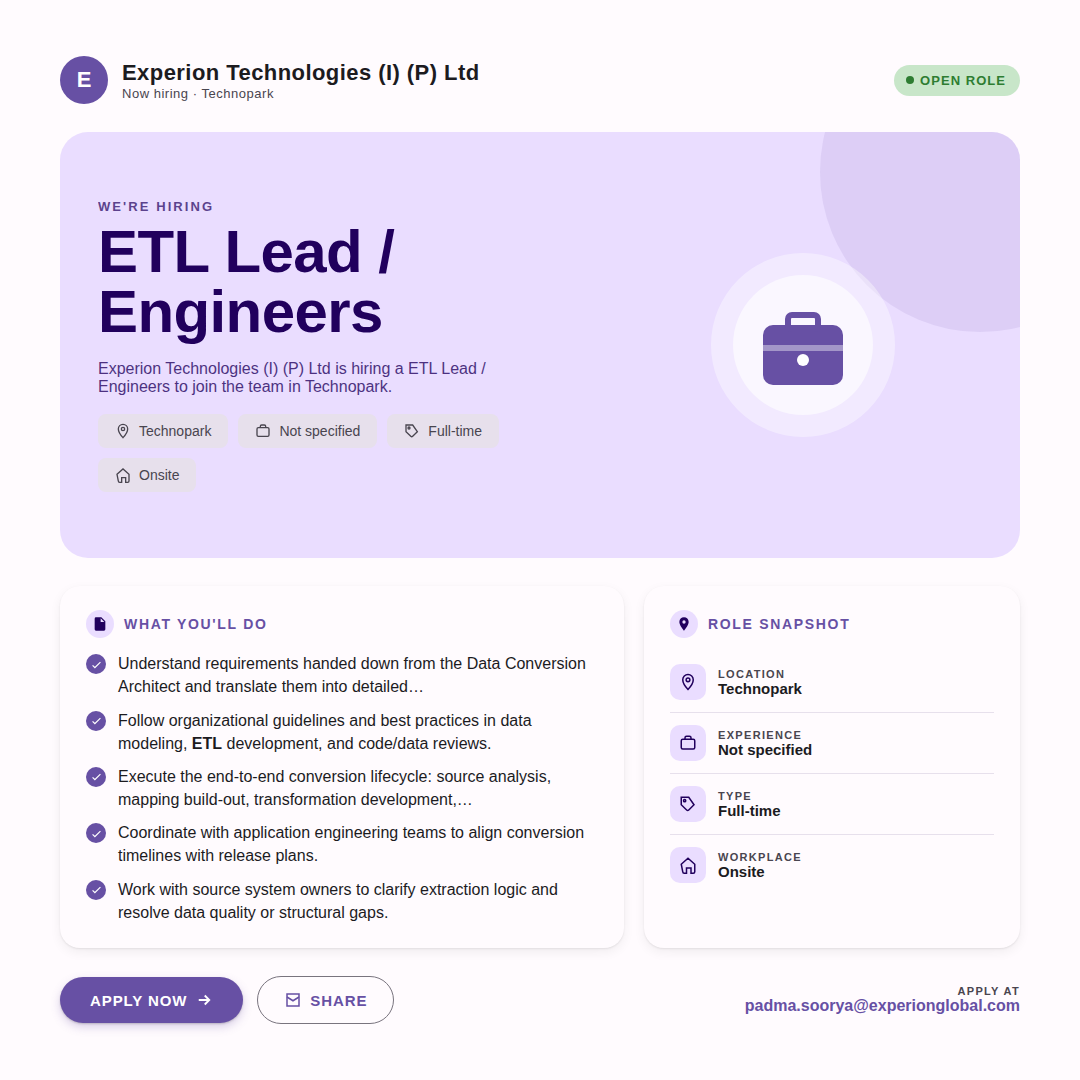 E
Experion Technologies (I) (P) Ltd
Now hiring · Technopark
OPEN ROLE
WE'RE HIRING
ETL Lead /
Engineers
Experion Technologies (I) (P) Ltd is hiring a ETL Lead /
Engineers to join the team in Technopark.
Technopark
Not specified
Full-time
Onsite
WHAT YOU'LL DO
Understand requirements handed down from the Data Conversion
Architect and translate them into detailed…
Follow organizational guidelines and best practices in data
modeling, ETL development, and code/data reviews.
Execute the end-to-end conversion lifecycle: source analysis,
mapping build-out, transformation development,…
Coordinate with application engineering teams to align conversion
timelines with release plans.
Work with source system owners to clarify extraction logic and
resolve data quality or structural gaps.
ROLE SNAPSHOT
LOCATION
Technopark
EXPERIENCE
Not specified
TYPE
Full-time
WORKPLACE
Onsite
APPLY NOW
SHARE
APPLY AT
padma.soorya@experionglobal.com